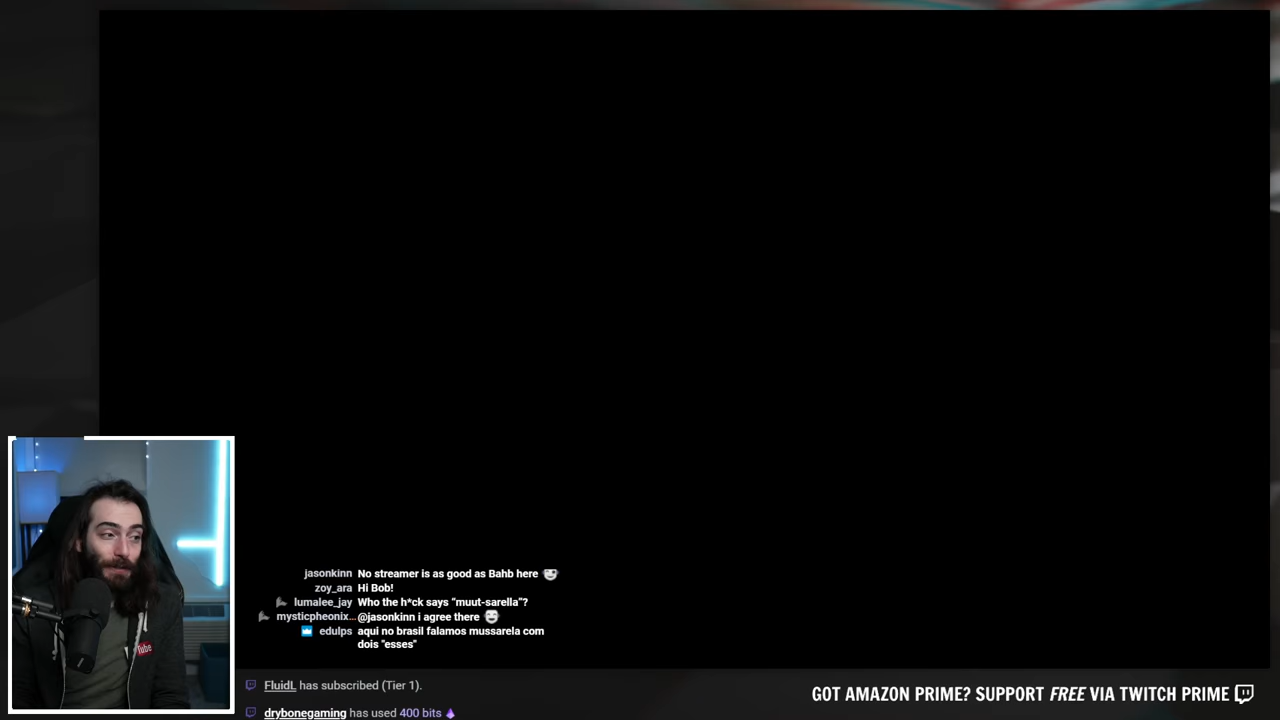 jasonkinn No streamer is as good as Bahb here
zoy_ara Hi Bob!
lumalee_jay Who the h*ck says "muut-sarella"?
mysticpheonix… @jasonkinn i agree there
edulps aqui no brasil falamos mussarela com
dois "esses"
FluidL has subscribed (Tier 1).
drybonegaming has used 400 bits
GOT AMAZON PRIME? SUPPORT FREE VIA TWITCH PRIME
Tube